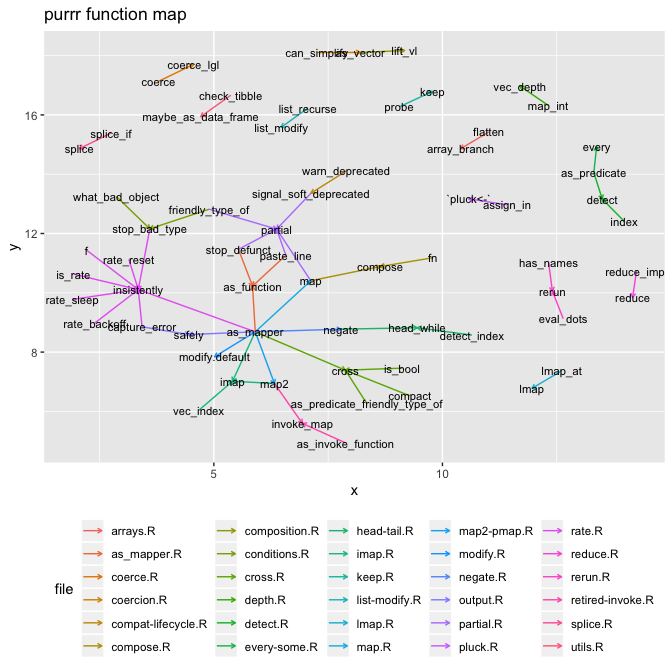 purrr function map
can_simplify
as_vector
lift_vl
coerce_lgl
coerce
check_tibble
keep
vec_depth
list_recurse
probe
map_int
16
maybe_as_data_frame
list_modify
splice_if
flatten
splice
array_branch
every
warn_deprecated
as_predicate
what_bad_object
signal_soft_deprecated
`pluck<-`
assign_in
detect
friendly_type_of
index
stop_bad_type
partial
12
f
stop_defunct
paste_line
fn
rate_reset
compose
has_names
is_rate
as_function
map
reduce_imp
insistently
rerun
rate_sleep
reduce
rate_backoff
capture_error
safely
as_mapper
negate
head_while
detect_index
eval_dots
y
8
modify.default
cross
is_bool
lmap_at
imap
map2
compact
lmap
vec_index
as_predicate_friendly_type_of
invoke_map
as_invoke_function
5
10
x
file
arrays.R
as_mapper.R
coerce.R
coercion.R
compat-lifecycle.R
compose.R
composition.R
conditions.R
cross.R
depth.R
detect.R
every-some.R
head-tail.R
imap.R
keep.R
list-modify.R
lmap.R
map.R
map2-pmap.R
modify.R
negate.R
output.R
partial.R
pluck.R
rate.R
reduce.R
rerun.R
retired-invoke.R
splice.R
utils.R